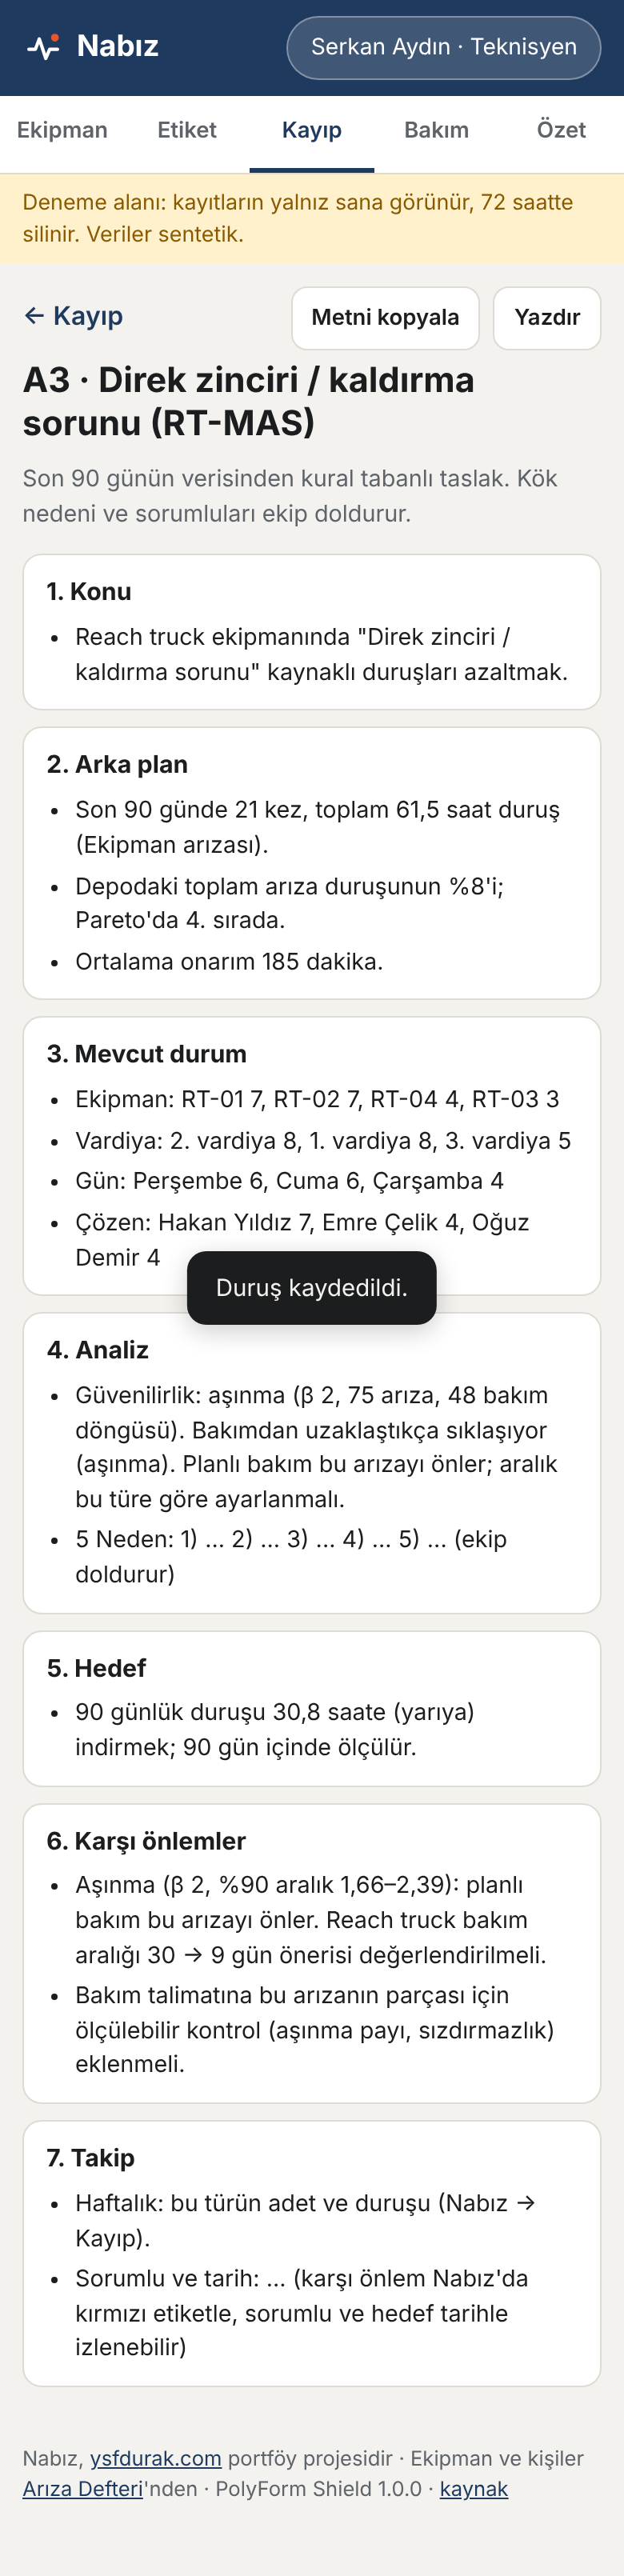 Nabız
Serkan Aydın · Teknisyen
Ekipman Etiket Kayıp Bakım Özet
Deneme alanı: kayıtların yalnız sana görünür, 72 saatte
silinir. Veriler sentetik.
← Kayıp
Metni kopyala
Yazdır
A3 · Direk zinciri / kaldırma
sorunu (RT-MAS)
Son 90 günün verisinden kural tabanlı taslak. Kök
nedeni ve sorumluları ekip doldurur.
1. Konu
• Reach truck ekipmanında "Direk zinciri /
kaldırma sorunu" kaynaklı duruşları azaltmak.
2. Arka plan
• Son 90 günde 21 kez, toplam 61,5 saat duruş
(Ekipman arızası).
• Depodaki toplam arıza duruşunun %8'i;
Pareto'da 4. sırada.
• Ortalama onarım 185 dakika.
3. Mevcut durum
• Ekipman: RT-01 7, RT-02 7, RT-04 4, RT-03 3
• Vardiya: 2. vardiya 8, 1. vardiya 8, 3. vardiya 5
• Gün: Perşembe 6, Cuma 6, Çarşamba 4
• Çözen: Hakan Yıldız 7, Emre Çelik 4, Oğuz
Demir 4
Duruş kaydedildi.
4. Analiz
• Güvenilirlik: aşınma (β 2, 75 arıza, 48 bakım
döngüsü). Bakımdan uzaklaştıkça sıklaşıyor
(aşınma). Planlı bakım bu arızayı önler; aralık
bu türe göre ayarlanmalı.
• 5 Neden: 1) ... 2) ... 3) ... 4) ... 5) ... (ekip
doldurur)
5. Hedef
• 90 günlük duruşu 30,8 saate (yarıya)
indirmek; 90 gün içinde ölçülür.
6. Karşı önlemler
• Aşınma (β 2, %90 aralık 1,66–2,39): planlı
bakım bu arızayı önler. Reach truck bakım
aralığı 30 → 9 gün önerisi değerlendirilmeli.
• Bakım talimatına bu arızanın parçası için
ölçülebilir kontrol (aşınma payı, sızdırmazlık)
eklenmeli.
7. Takip
• Haftalık: bu türün adet ve duruşu (Nabız →
Kayıp).
• Sorumlu ve tarih: ... (karşı önlem Nabız'da
kırmızı etiketle, sorumlu ve hedef tarihle
izlenebilir)
Nabız, ysfdurak.com portföy projesidir · Ekipman ve kişiler
Arıza Defteri'nden · PolyForm Shield 1.0.0 · kaynak